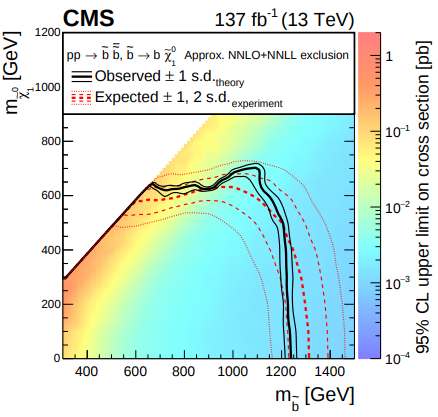 CMS 137 fb⁻¹ (13 TeV)
pp → b̃ b̃̅, b̃ → b χ̃⁰₁ Approx. NNLO+NNLL exclusion
Observed ± 1 s.d.theory
Expected ± 1, 2 s.d.experiment
m χ̃⁰₁ [GeV]
1200
1000
800
600
400
200
0
400 600 800 1000 1200 1400
m b̃ [GeV]
1
10⁻¹
10⁻²
10⁻³
10⁻⁴
95% CL upper limit on cross section [pb]